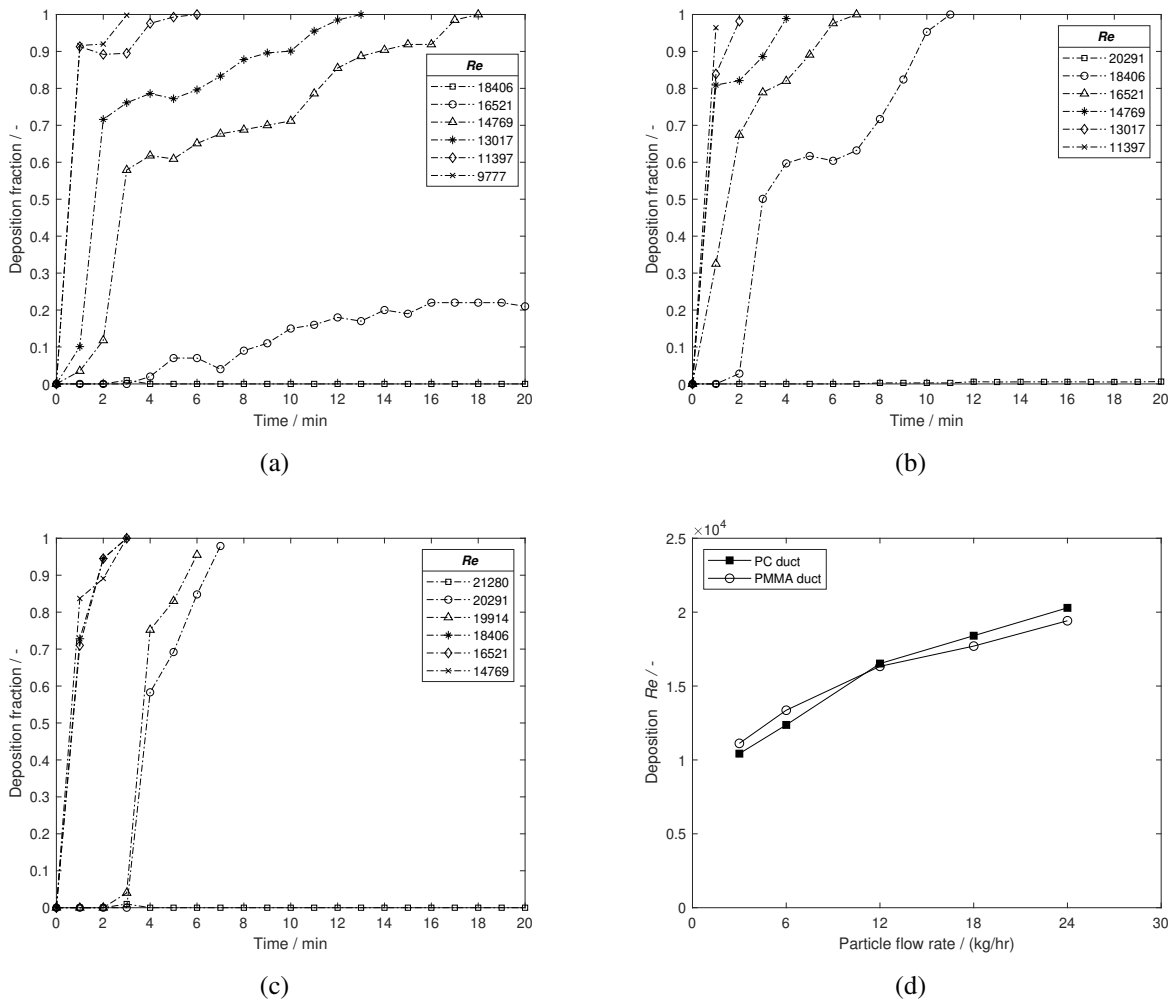 1
0.9
0.8
0.7
0.6
0.5
0.4
0.3
0.2
0.1
0
Deposition fraction / -
Re
18406
16521
14769
13017
11397
9777
0 2 4 6 8 10 12 14 16 18 20
Time / min
(a)
1
0.9
0.8
0.7
0.6
0.5
0.4
0.3
0.2
0.1
0
Deposition fraction / -
Re
20291
18406
16521
14769
13017
11397
0 2 4 6 8 10 12 14 16 18 20
Time / min
(b)
1
0.9
0.8
0.7
0.6
0.5
0.4
0.3
0.2
0.1
0
Deposition fraction / -
Re
21280
20291
19914
18406
16521
14769
0 2 4 6 8 10 12 14 16 18 20
Time / min
(c)
×10⁴
2.5
2
1.5
1
0.5
0
Deposition Re / -
PC duct
PMMA duct
0 6 12 18 24 30
Particle flow rate / (kg/hr)
(d)